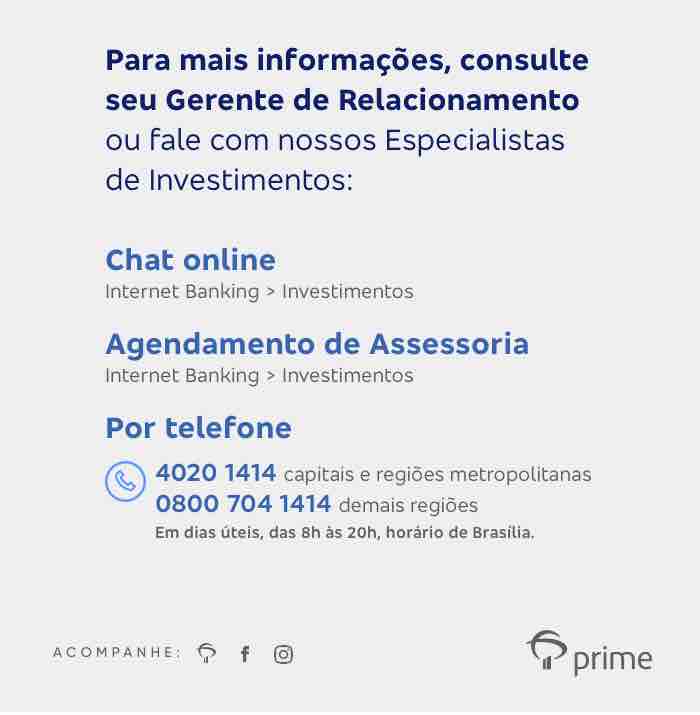 Para mais informações, consulte
seu Gerente de Relacionamento
ou fale com nossos Especialistas
de Investimentos:
Chat online
Internet Banking > Investimentos
Agendamento de Assessoria
Internet Banking > Investimentos
Por telefone
4020 1414 capitais e regiões metropolitanas
0800 704 1414 demais regiões
Em dias úteis, das 8h às 20h, horário de Brasília.
ACOMPANHE:
prime